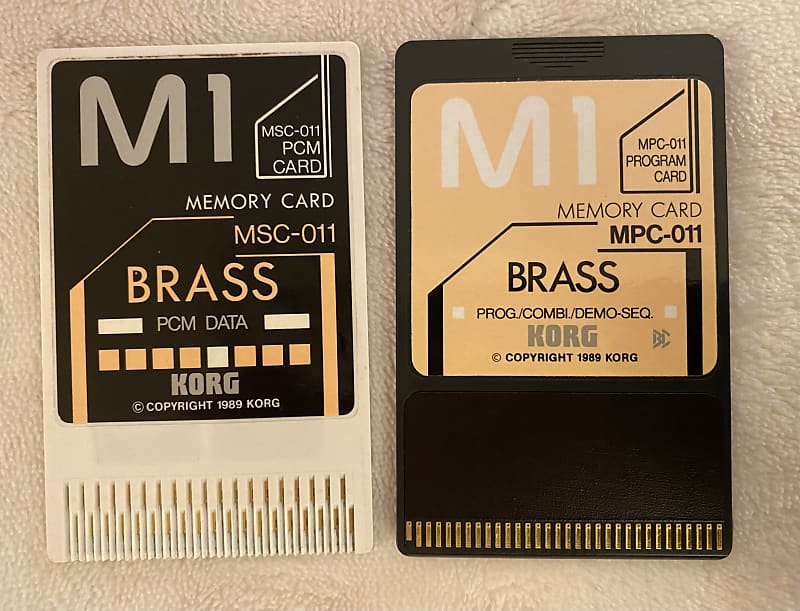 M1
MSC-011
PCM
CARD
MEMORY CARD
MSC-011
BRASS
PCM DATA
KORG
© COPYRIGHT 1989 KORG
M1
MPC-011
PROGRAM
CARD
MEMORY CARD
MPC-011
BRASS
PROG./COMBI./DEMO-SEQ.
KORG
BC
© COPYRIGHT 1989 KORG